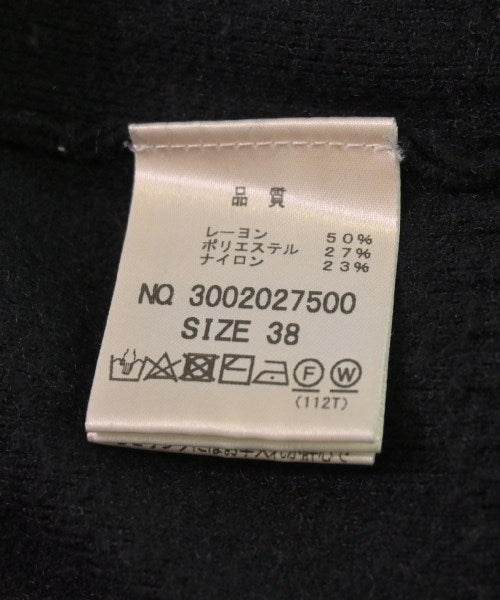 品質
レーヨン 50%
ポリエステル 27%
ナイロン 23%
NO. 3002027500
SIZE 38
F W
(112T)